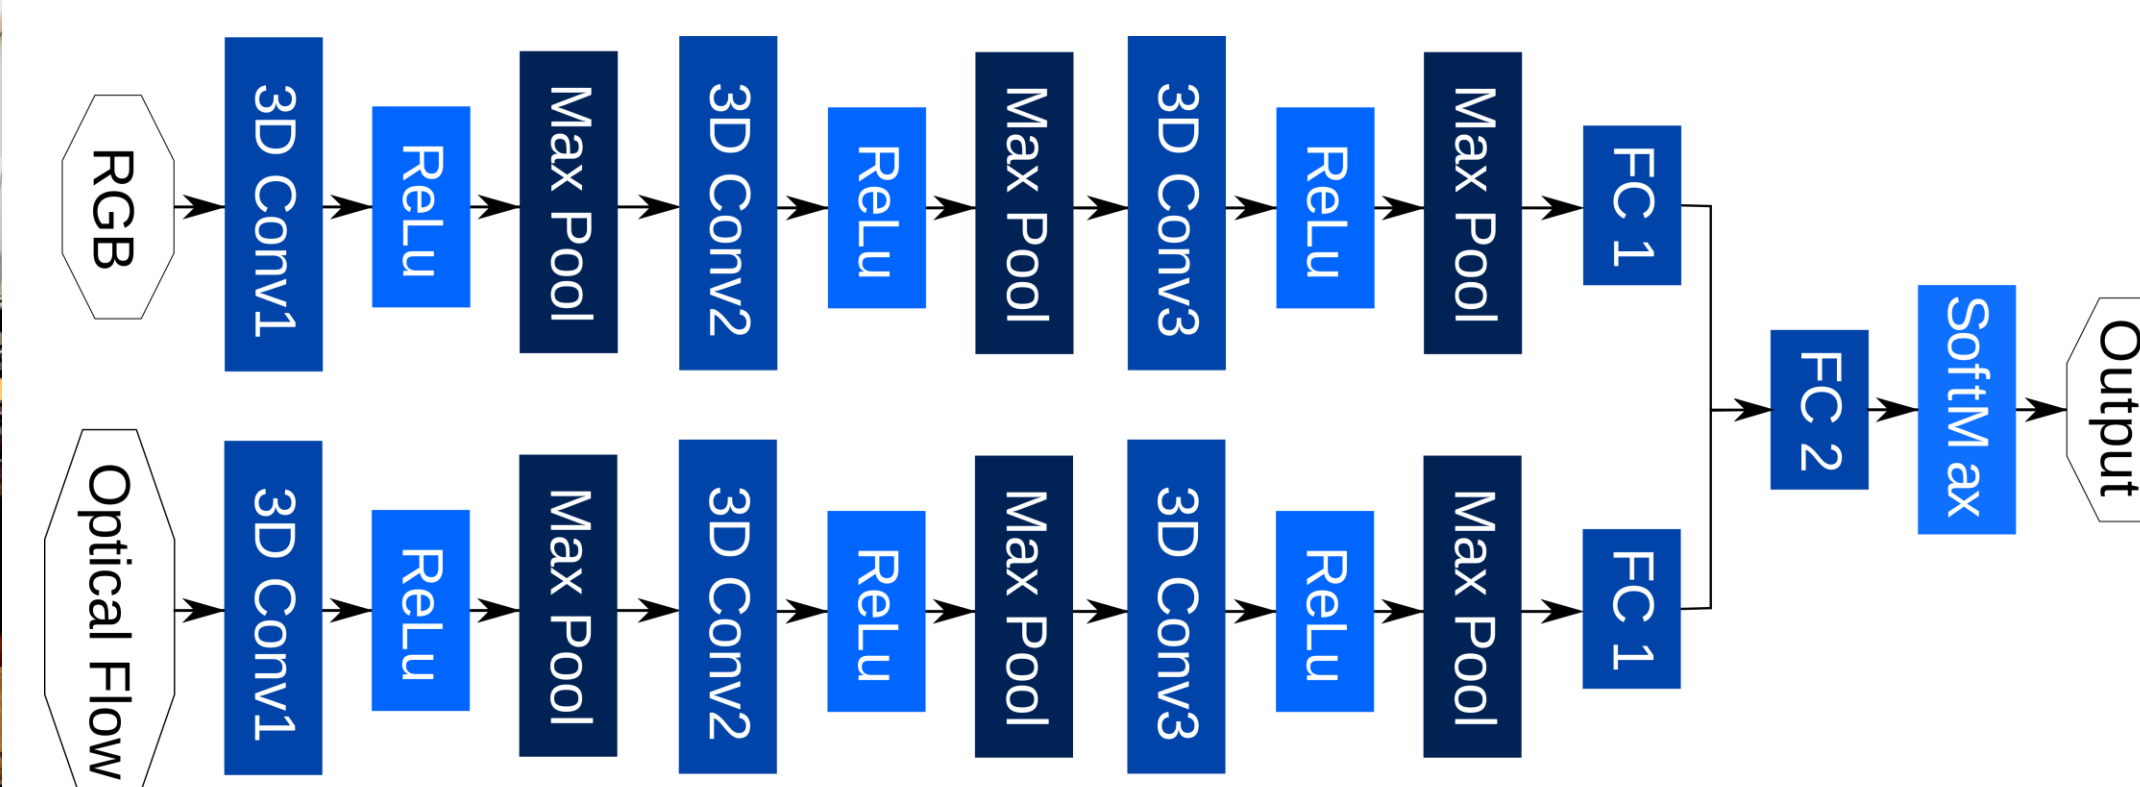 RGB
3D Conv1
ReLu
Max Pool
3D Conv2
ReLu
Max Pool
3D Conv3
ReLu
Max Pool
FC 1
Optical Flow
3D Conv1
ReLu
Max Pool
3D Conv2
ReLu
Max Pool
3D Conv3
ReLu
Max Pool
FC 1
FC 2
SoftMax
Output